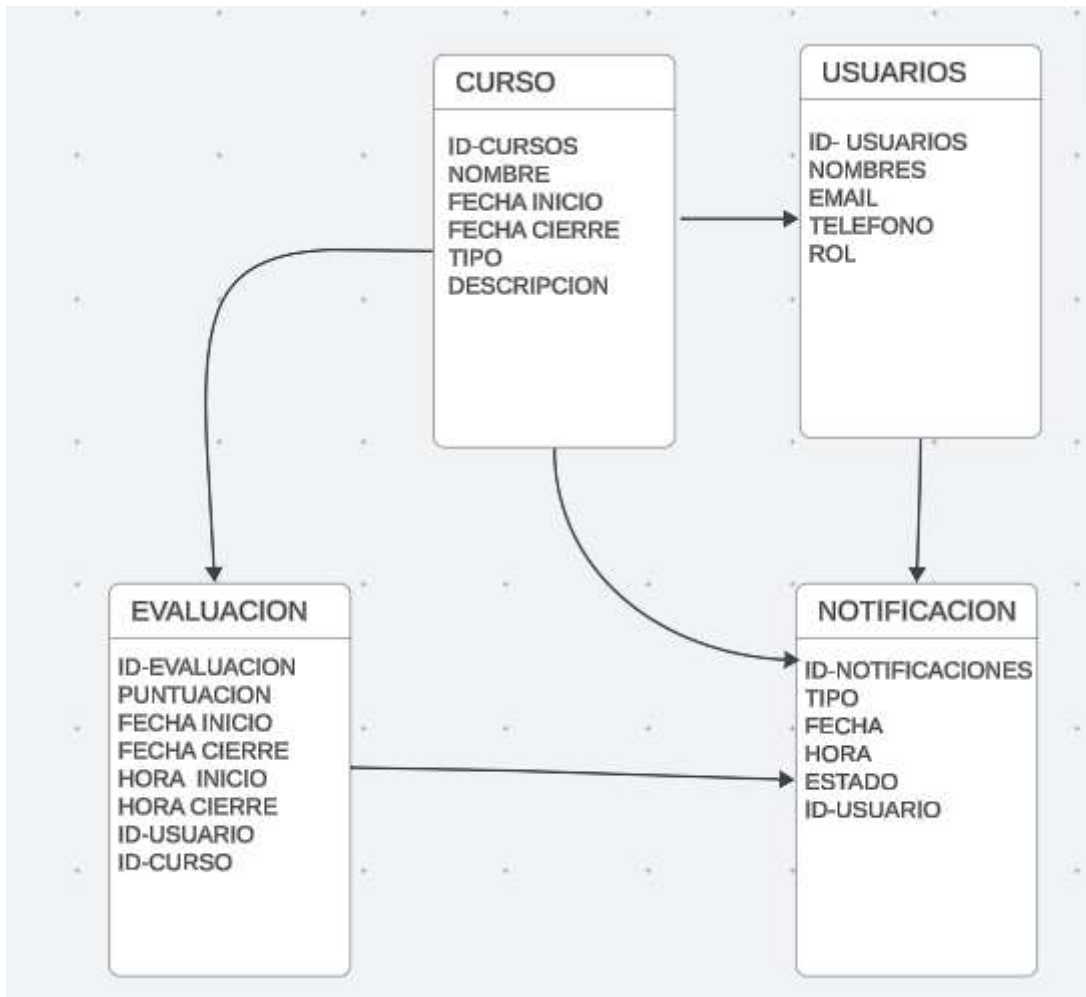 CURSO
ID-CURSOS
NOMBRE
FECHA INICIO
FECHA CIERRE
TIPO
DESCRIPCION
USUARIOS
ID- USUARIOS
NOMBRES
EMAIL
TELEFONO
ROL
EVALUACION
ID-EVALUACION
PUNTUACION
FECHA INICIO
FECHA CIERRE
HORA  INICIO
HORA CIERRE
ID-USUARIO
ID-CURSO
NOTIFICACION
ID-NOTIFICACIONES
TIPO
FECHA
HORA
ESTADO
ID-USUARIO